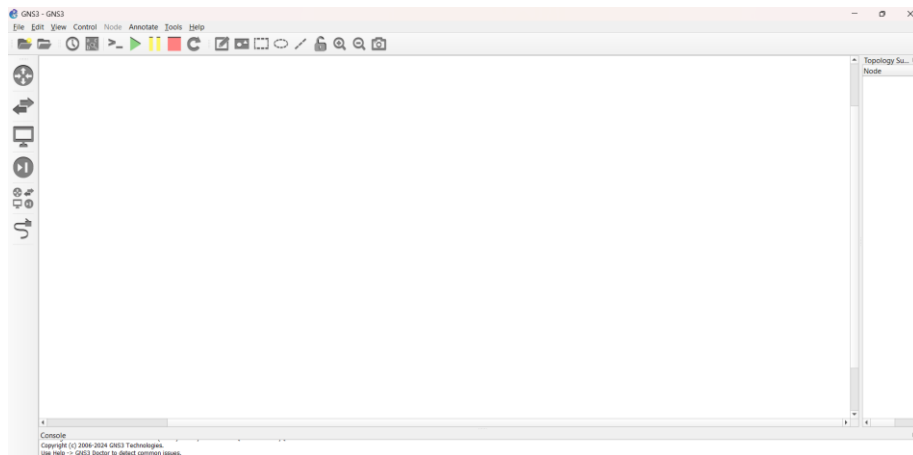 GNS3 - GNS3
File Edit View Control Node Annotate Tools Help
Topology Su...
Node
Console
Copyright (c) 2006-2024 GNS3 Technologies.
Use Help -> GNS3 Doctor to detect common issues.